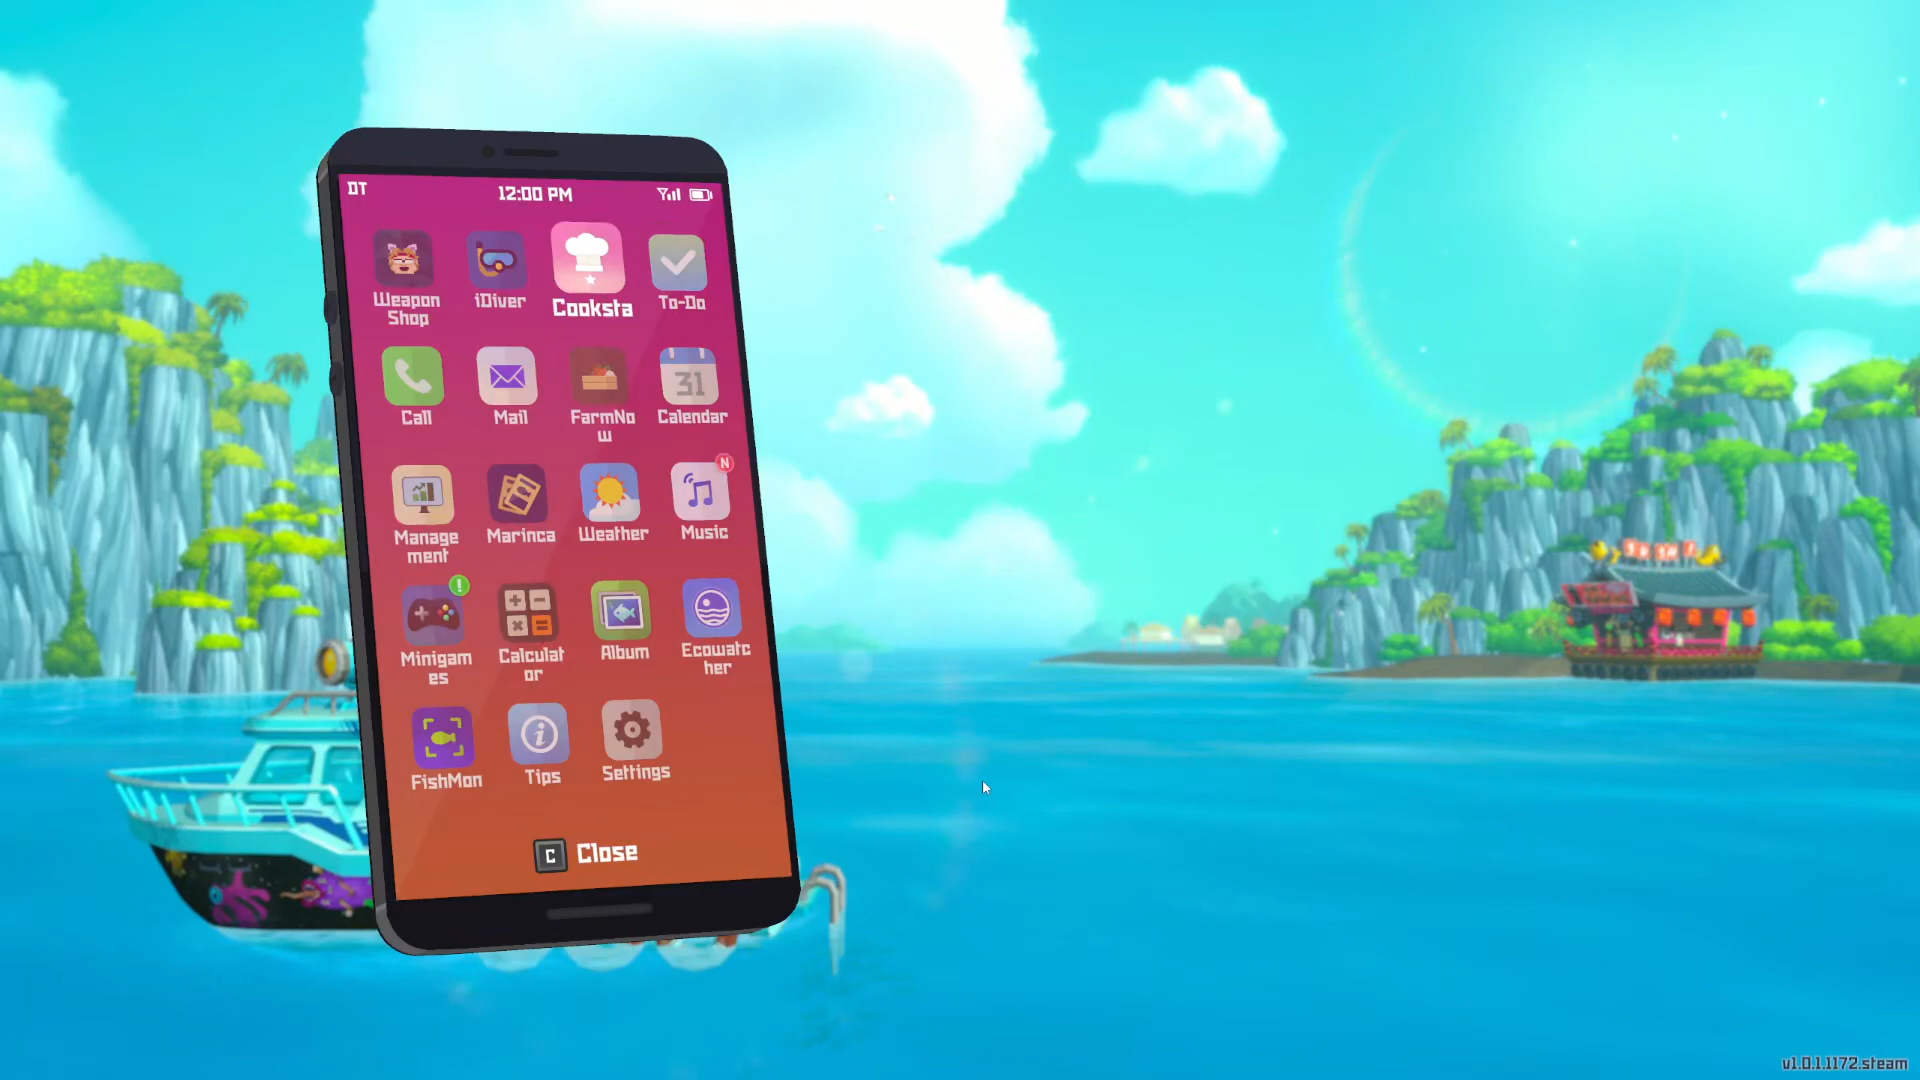 DT
12:00 PM
Weapon
Shop
iDiver
Cooksta
To-Do
Call
Mail
FarmNo
w
31
Calendar
Manage
ment
Marinca
Weather
N
Music
!
Minigam
es
Calculat
or
Album
Ecowatc
her
FishMon
i
Tips
Settings
C Close
v1.0.1.1172.steam